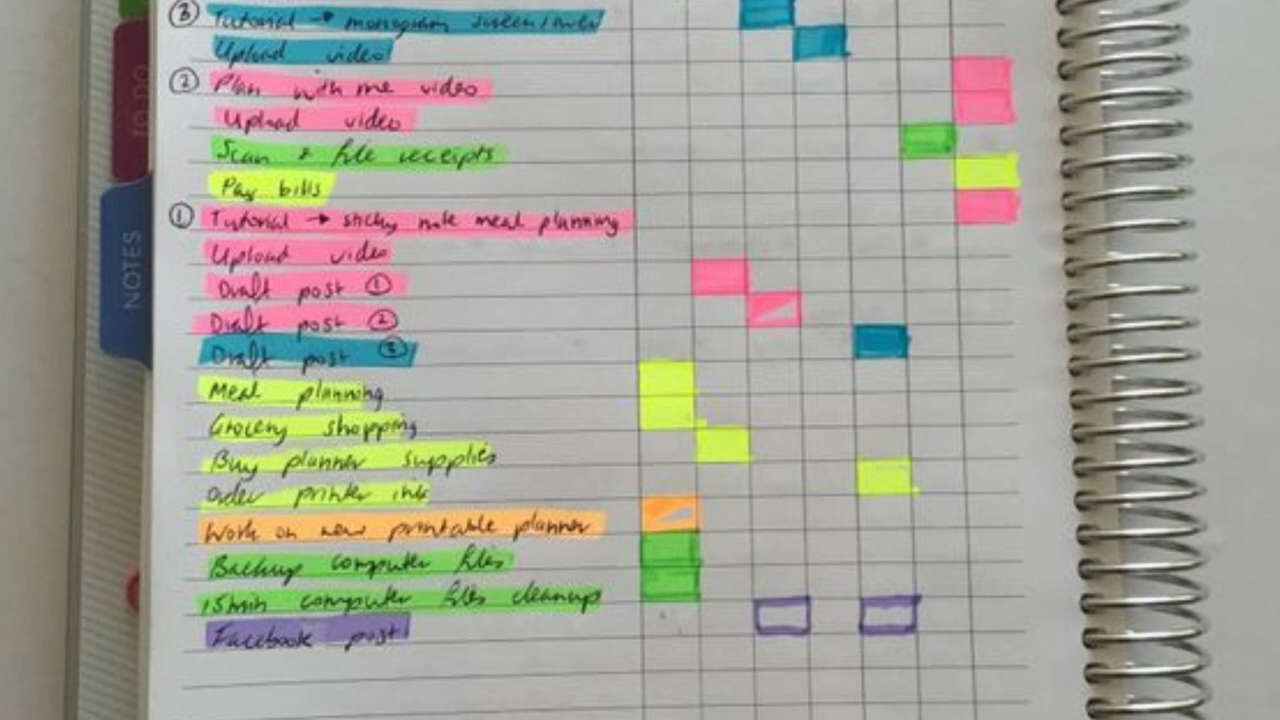 ③ Tutorial → monogram
Upload video
② Plan with me video
Upload video
Scan & file receipts
Pay bills
① Tutorial → sticky note meal planning
Upload video
Draft post ①
Draft post ②
Draft post ③
Meal planning
Grocery shopping
Buy planner supplies
Order printer ink
Work on new printable planner
Backup computer files
15min computer files cleanup
Facebook post
TO DO
NOTES